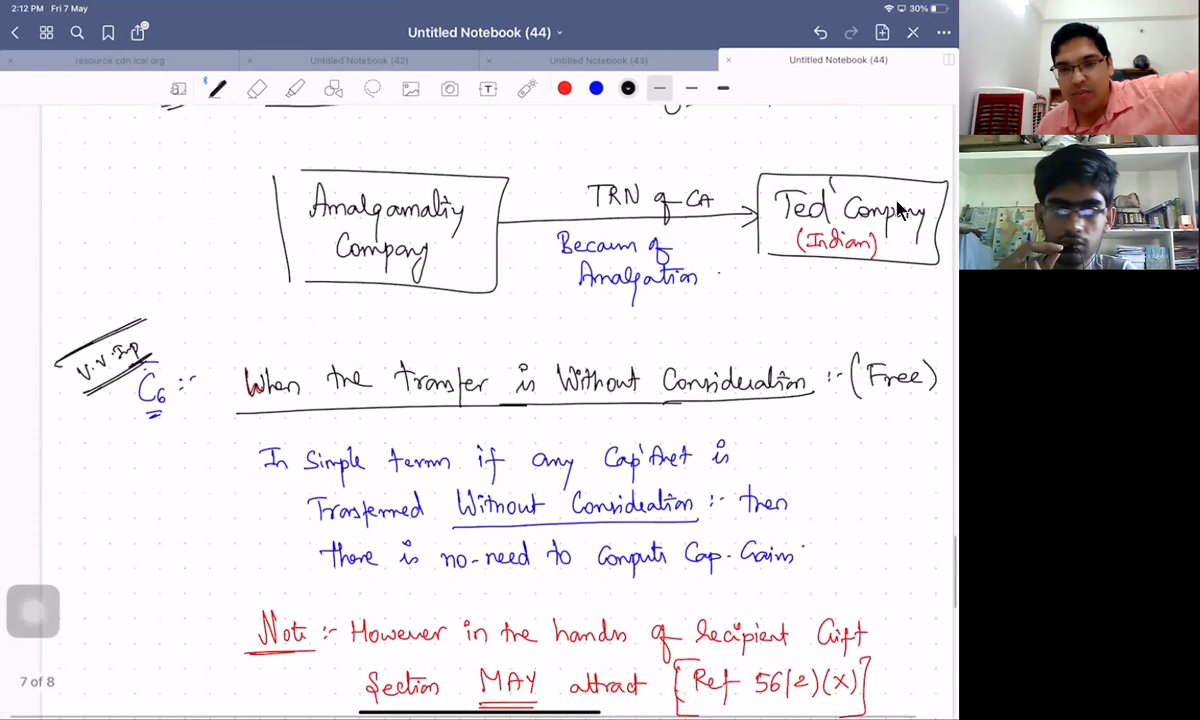 2:12 PM Fri 7 May
30%
Untitled Notebook (44)
resource.cdn.icai.org
Untitled Notebook (42)
Untitled Notebook (43)
Untitled Notebook (44)
Amalgamatiy
Company
TRN of CA
Becaum of
Amalgation
Ted' Company
(Indian)
V.V.Imp
C6 :-
When the transfer is Without Consideration :- (Free)
In Simple terms if any Cap'Asset is
Trasferred Without Consideration :- then
there is no-need to Compute Cap-Gains
Note :- However in the hands of Recipient Gift
Section MAY attract [Ref 56(2)(x)]
7 of 8